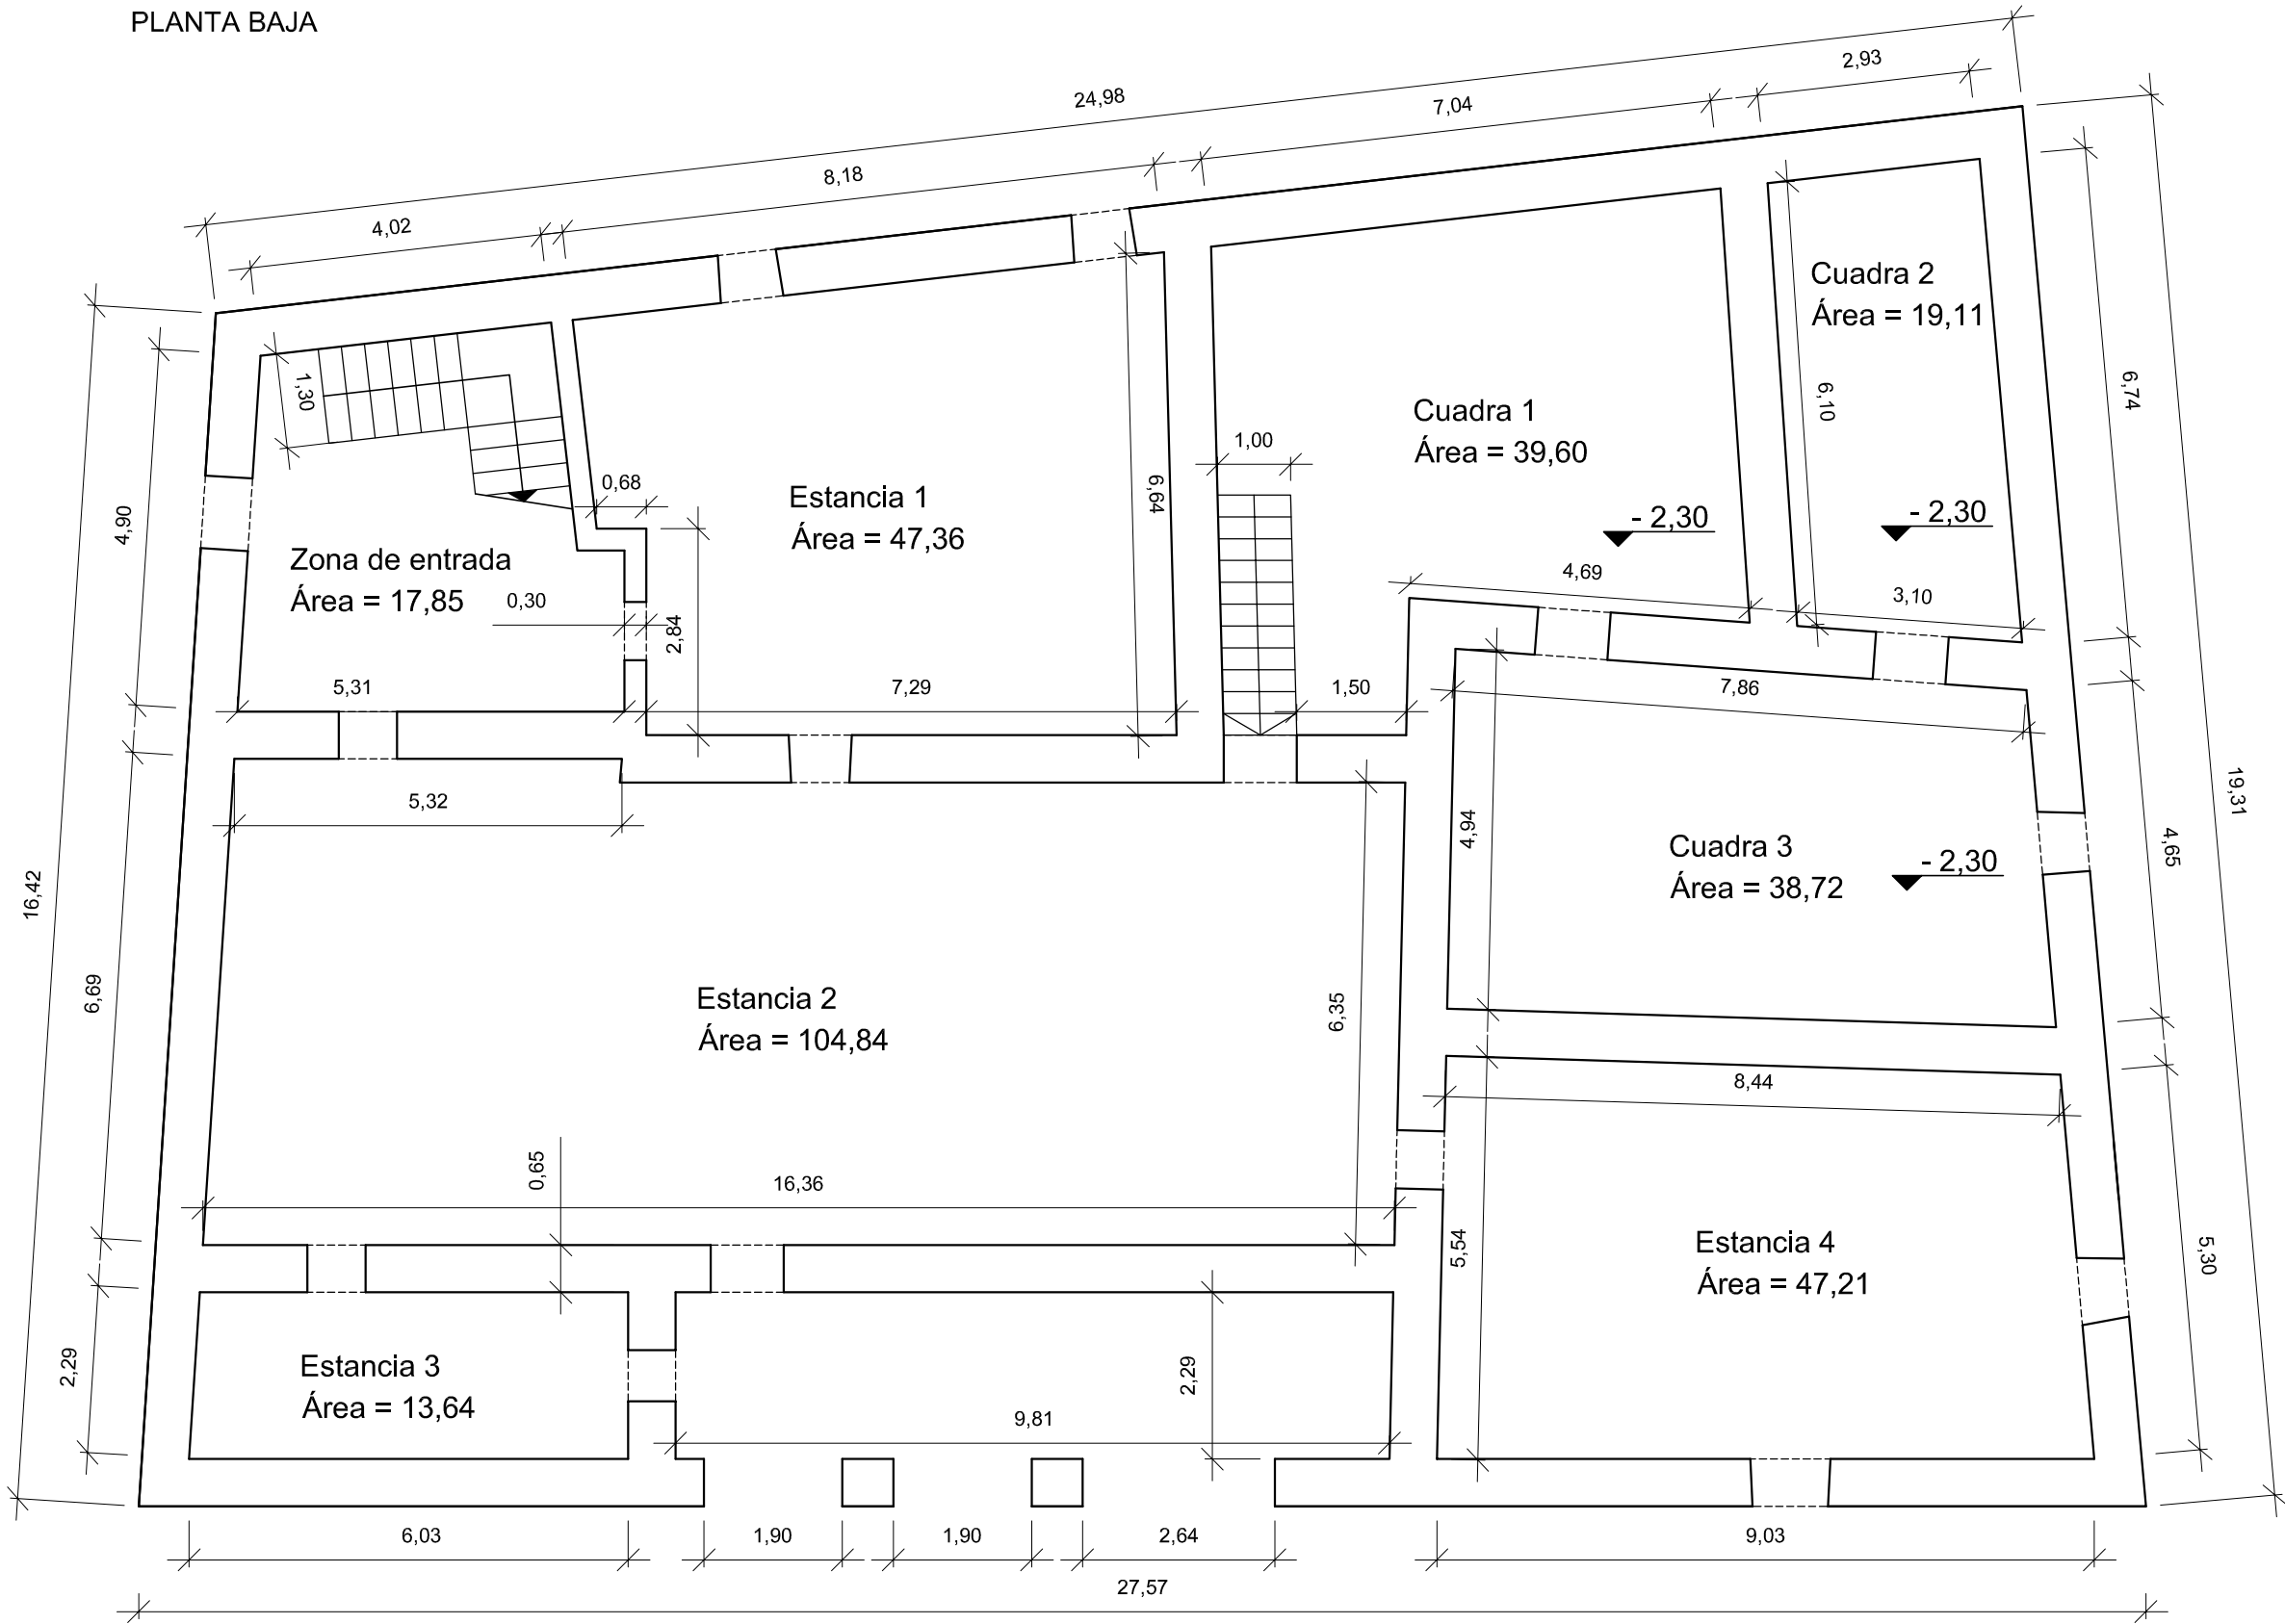 PLANTA BAJA
2,93
24,98
7,04
8,18
4,02
Cuadra 2
Área = 19,11
1,30
6,10
6,74
Cuadra 1
Área = 39,60
1,00
0,68
6,64
Estancia 1
Área = 47,36
- 2,30
- 2,30
4,90
Zona de entrada
Área = 17,85
0,30
2,84
4,69
3,10
5,31
7,29
1,50
7,86
5,32
19,31
4,94
4,65
Cuadra 3
Área = 38,72
- 2,30
16,42
6,69
Estancia 2
Área = 104,84
6,35
8,44
0,65
16,36
5,54
Estancia 4
Área = 47,21
5,30
2,29
Estancia 3
Área = 13,64
2,29
9,81
6,03
1,90
1,90
2,64
9,03
27,57